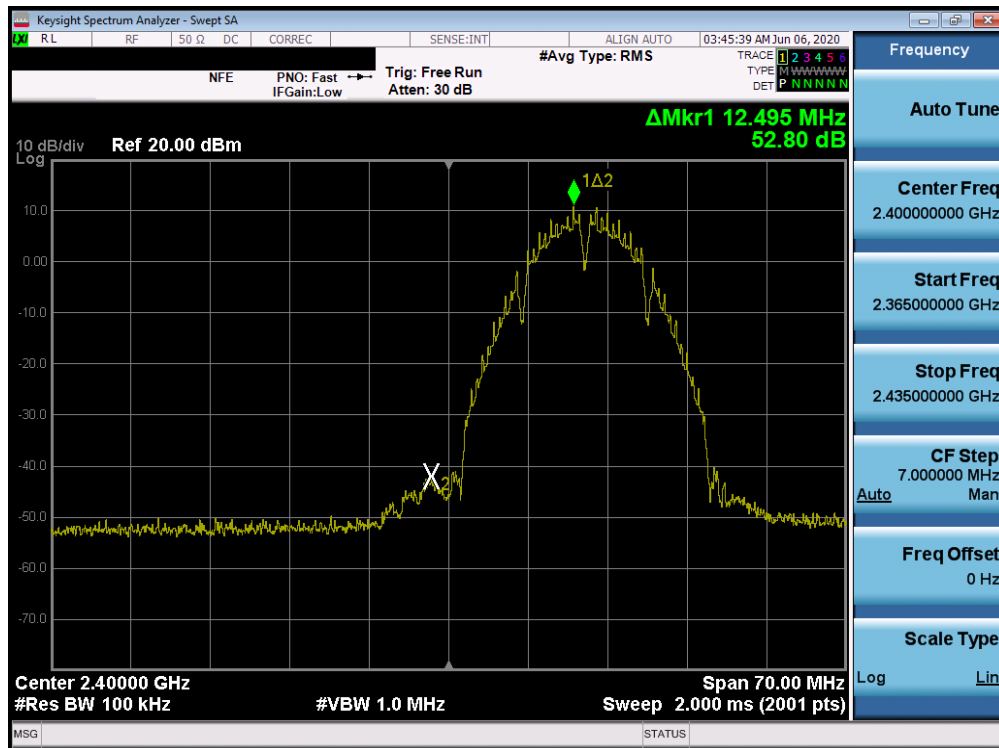 Keysight Spectrum Analyzer - Swept SA
LXI RL RF 50 Ω DC CORREC SENSE:INT ALIGN AUTO 03:45:39 AM Jun 06, 2020
#Avg Type: RMS
TRACE 1 2 3 4 5 6
TYPE M WWWWW
DET P N N N N N
NFE PNO: Fast Trig: Free Run
IFGain:Low Atten: 30 dB
ΔMkr1 12.495 MHz
52.80 dB
10 dB/div Ref 20.00 dBm
Log
1Δ2
10.0
0.00
-10.0
-20.0
-30.0
-40.0
X2
-50.0
-60.0
-70.0
Center 2.40000 GHz Span 70.00 MHz
#Res BW 100 kHz #VBW 1.0 MHz Sweep 2.000 ms (2001 pts)
MSG STATUS
Frequency
Auto Tune
Center Freq
2.400000000 GHz
Start Freq
2.365000000 GHz
Stop Freq
2.435000000 GHz
CF Step
7.000000 MHz
Auto Man
Freq Offset
0 Hz
Scale Type
Log Lin